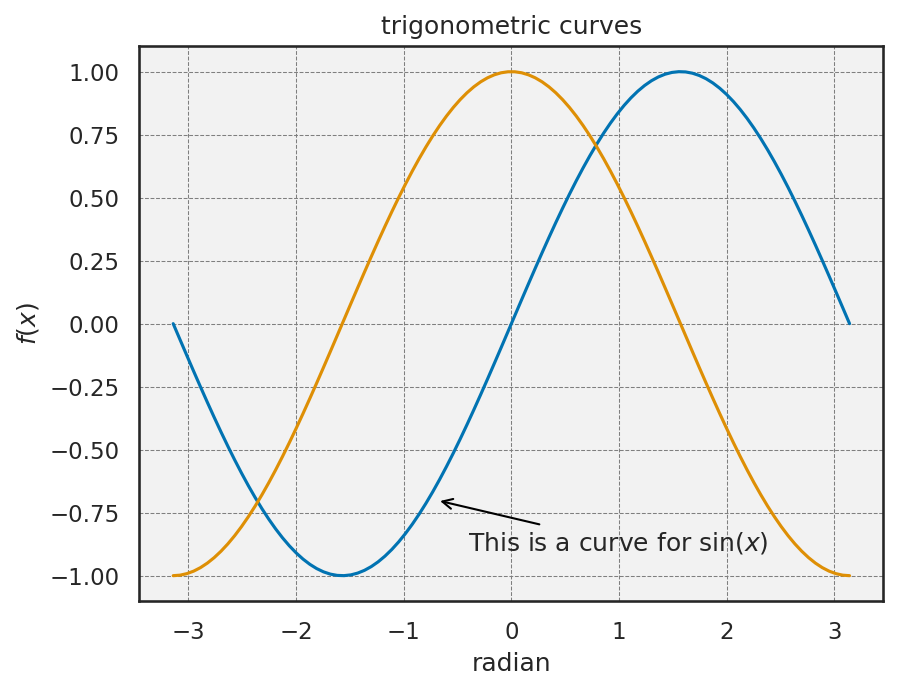 trigonometric curves
1.00
0.75
0.50
0.25
0.00
−0.25
−0.50
−0.75
−1.00
f(x)
This is a curve for sin(x)
−3 −2 −1 0 1 2 3
radian